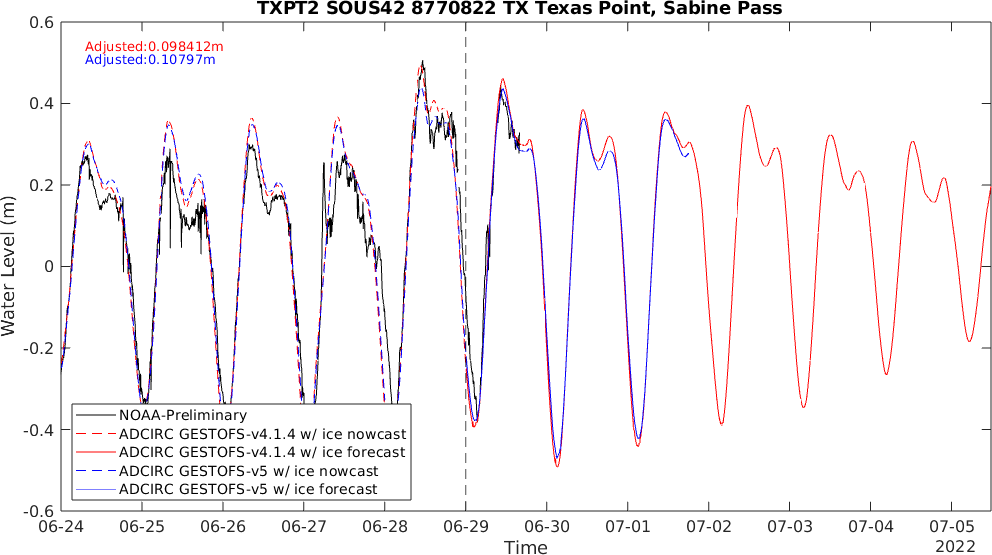 TXPT2 SOUS42 8770822 TX Texas Point, Sabine Pass
Adjusted:0.098412m
Adjusted:0.10797m
Water Level (m)
0.6
0.4
0.2
0
-0.2
-0.4
-0.6
NOAA-Preliminary
ADCIRC GESTOFS-v4.1.4 w/ ice nowcast
ADCIRC GESTOFS-v4.1.4 w/ ice forecast
ADCIRC GESTOFS-v5 w/ ice nowcast
ADCIRC GESTOFS-v5 w/ ice forecast
06-24 06-25 06-26 06-27 06-28 06-29 06-30 07-01 07-02 07-03 07-04 07-05
Time
2022